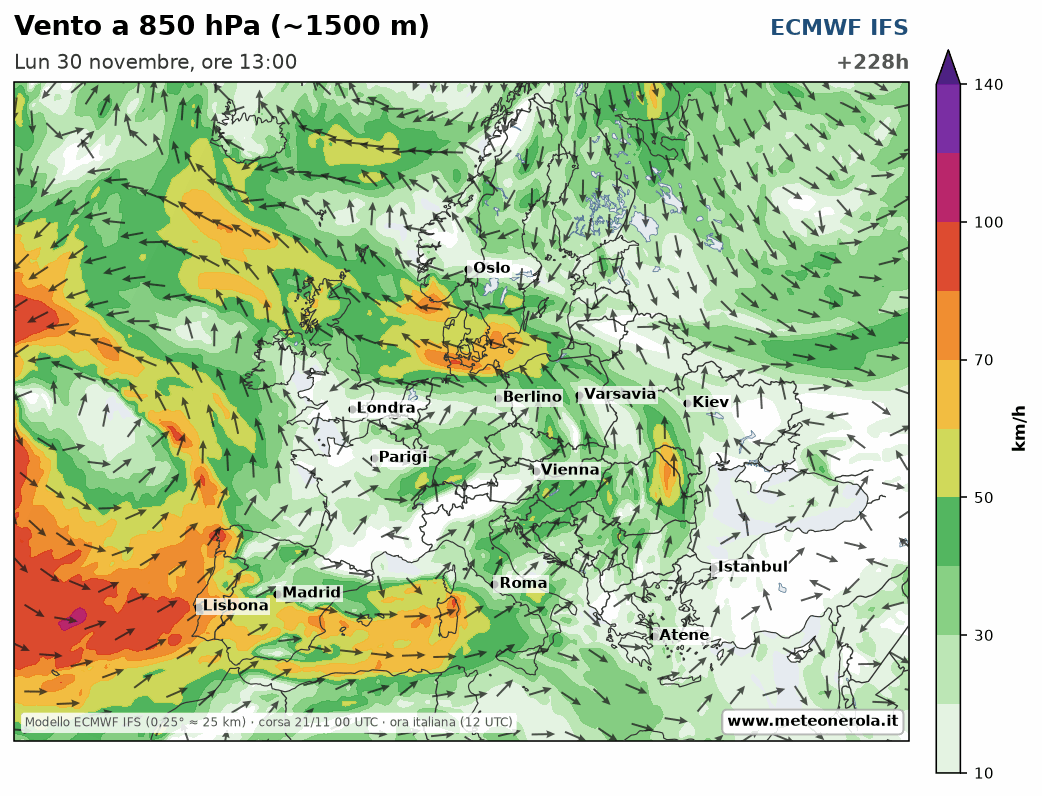 Vento a 850 hPa (~1500 m)
ECMWF IFS
Lun 30 novembre, ore 13:00
+228h
140
100
70
50
30
10
km/h
Oslo
Berlino
Varsavia
Kiev
Londra
Parigi
Vienna
Istanbul
Roma
Madrid
Lisbona
Atene
Modello ECMWF IFS (0,25° ≈ 25 km) · corsa 21/11 00 UTC · ora italiana (12 UTC)
www.meteonerola.it